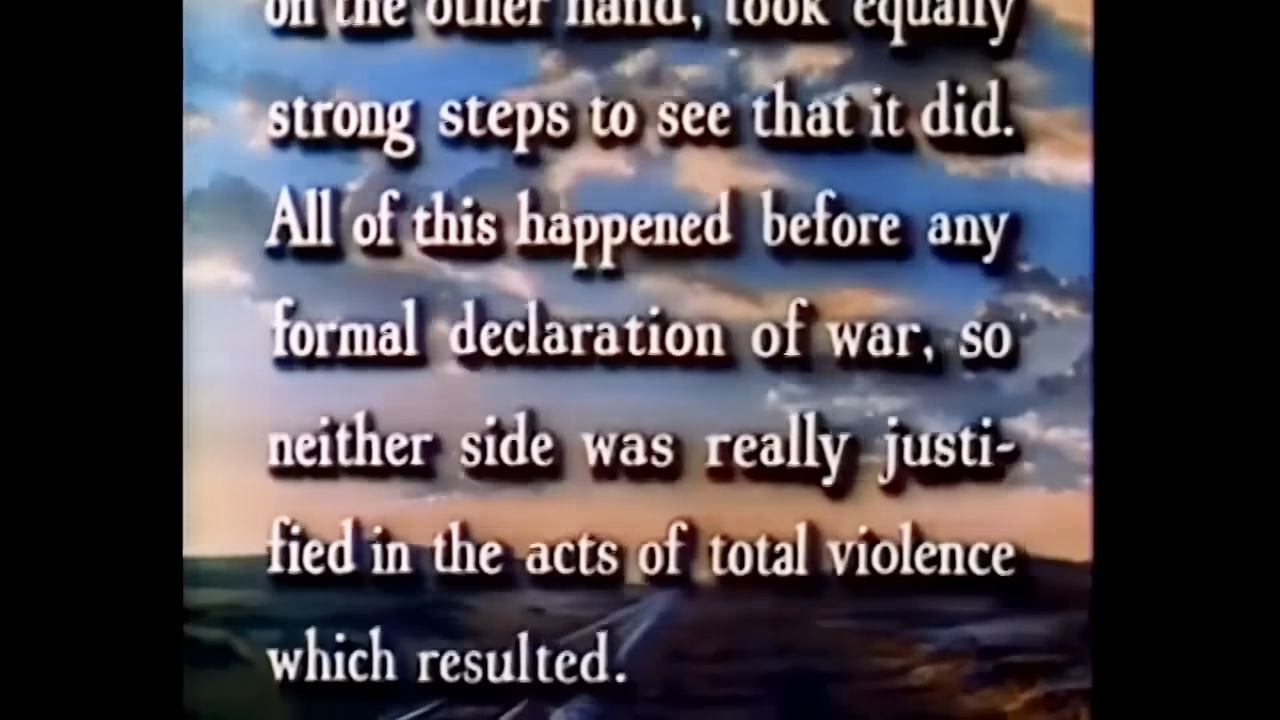 on the other hand, took equally
strong steps to see that it did.
All of this happened before any
formal declaration of war, so
neither side was really justi-
fied in the acts of total violence
which resulted.